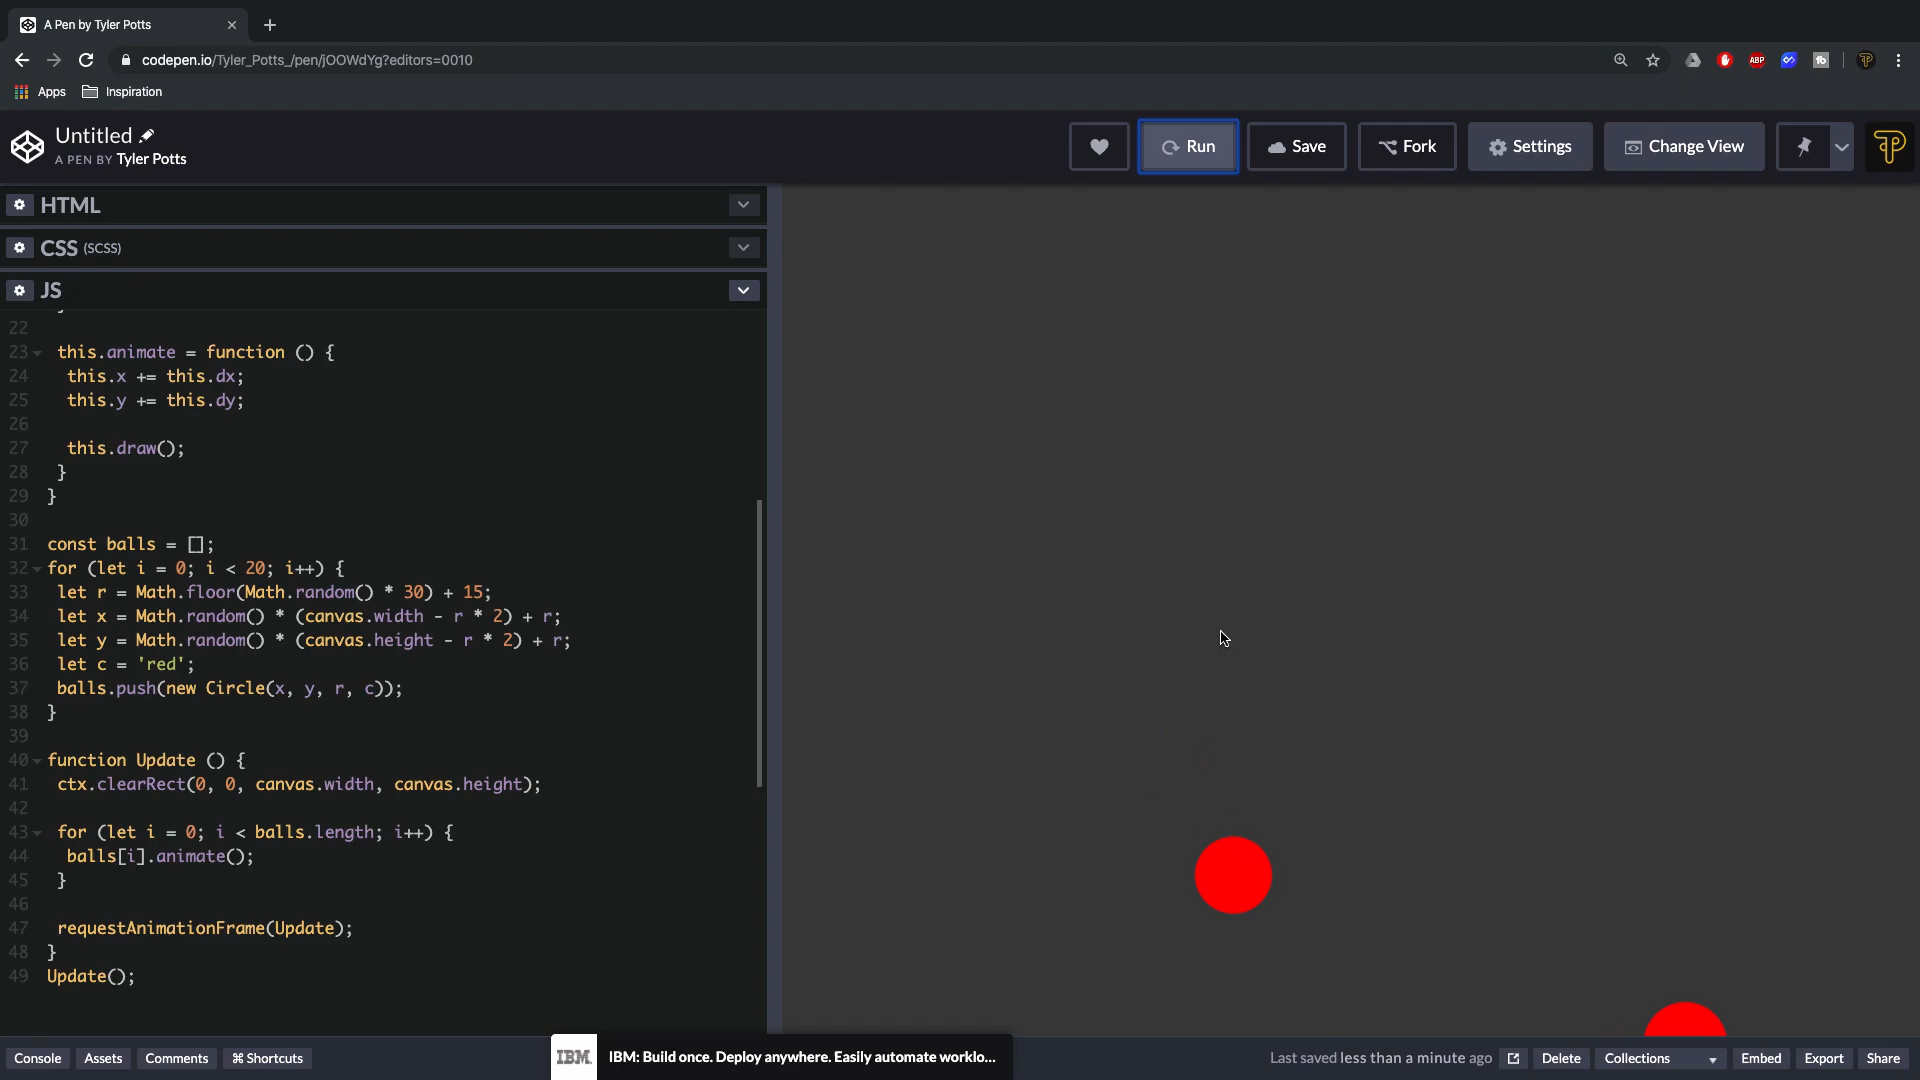 A Pen by Tyler Potts
codepen.io/Tyler_Potts_/pen/jOOWdYg?editors=0010
ABP
Apps
Inspiration
Untitled
A PEN BY Tyler Potts
Run
Save
Fork
Settings
Change View
HTML
CSS (SCSS)
JS
22
23 this.animate = function () {
24 this.x += this.dx;
25 this.y += this.dy;
26
27 this.draw();
28 }
29 }
30
31 const balls = [];
32 for (let i = 0; i < 20; i++) {
33 let r = Math.floor(Math.random() * 30) + 15;
34 let x = Math.random() * (canvas.width - r * 2) + r;
35 let y = Math.random() * (canvas.height - r * 2) + r;
36 let c = 'red';
37 balls.push(new Circle(x, y, r, c));
38 }
39
40 function Update () {
41 ctx.clearRect(0, 0, canvas.width, canvas.height);
42
43 for (let i = 0; i < balls.length; i++) {
44 balls[i].animate();
45 }
46
47 requestAnimationFrame(Update);
48 }
49 Update();
Console
Assets
Comments
⌘ Shortcuts
IBM
IBM: Build once. Deploy anywhere. Easily automate worklo...
Last saved less than a minute ago
Delete
Collections
Embed
Export
Share